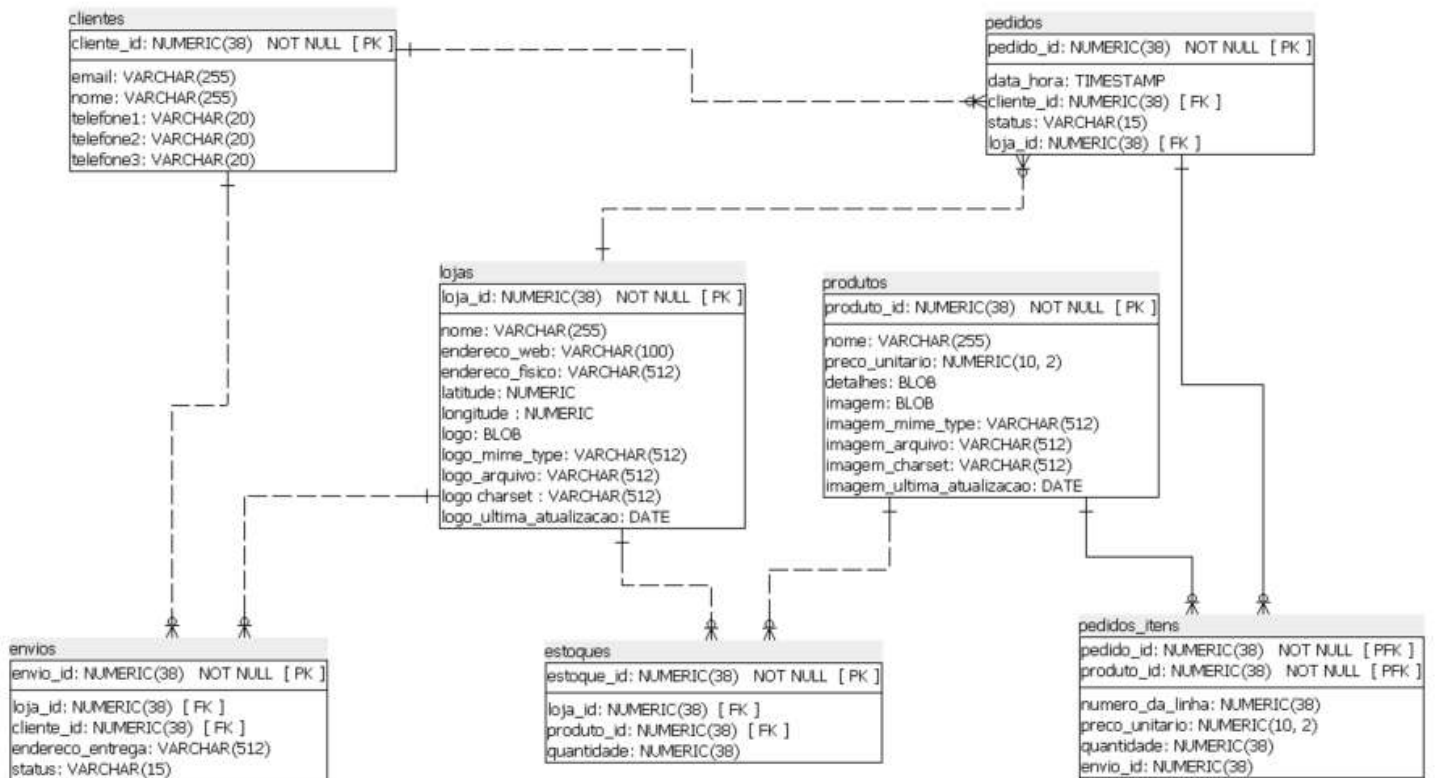 clientes
cliente_id: NUMERIC(38) NOT NULL [ PK ]
email: VARCHAR(255)
nome: VARCHAR(255)
telefone1: VARCHAR(20)
telefone2: VARCHAR(20)
telefone3: VARCHAR(20)
pedidos
pedido_id: NUMERIC(38) NOT NULL [ PK ]
data_hora: TIMESTAMP
cliente_id: NUMERIC(38) [ FK ]
status: VARCHAR(15)
loja_id: NUMERIC(38) [ FK ]
lojas
loja_id: NUMERIC(38) NOT NULL [ PK ]
nome: VARCHAR(255)
endereco_web: VARCHAR(100)
endereco_fisico: VARCHAR(512)
latitude: NUMERIC
longitude : NUMERIC
logo: BLOB
logo_mime_type: VARCHAR(512)
logo_arquivo: VARCHAR(512)
logo charset : VARCHAR(512)
logo_ultima_atualizacao: DATE
produtos
produto_id: NUMERIC(38) NOT NULL [ PK ]
nome: VARCHAR(255)
preco_unitario: NUMERIC(10, 2)
detalhes: BLOB
imagem: BLOB
imagem_mime_type: VARCHAR(512)
imagem_arquivo: VARCHAR(512)
imagem_charset: VARCHAR(512)
imagem_ultima_atualizacao: DATE
envios
envio_id: NUMERIC(38) NOT NULL [ PK ]
loja_id: NUMERIC(38) [ FK ]
cliente_id: NUMERIC(38) [ FK ]
endereco_entrega: VARCHAR(512)
status: VARCHAR(15)
estoques
estoque_id: NUMERIC(38) NOT NULL [ PK ]
loja_id: NUMERIC(38) [ FK ]
produto_id: NUMERIC(38) [ FK ]
quantidade: NUMERIC(38)
pedidos_itens
pedido_id: NUMERIC(38) NOT NULL [ PFK ]
produto_id: NUMERIC(38) NOT NULL [ PFK ]
numero_da_linha: NUMERIC(38)
preco_unitario: NUMERIC(10, 2)
quantidade: NUMERIC(38)
envio_id: NUMERIC(38)